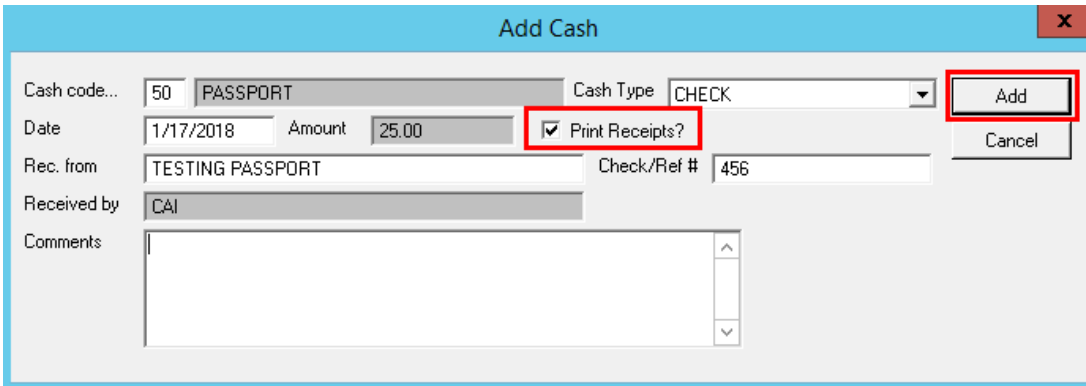 Add Cash
x
Cash code... 50 PASSPORT Cash Type CHECK Add
Date 1/17/2018 Amount 25.00 Print Receipts? Cancel
Rec. from TESTING PASSPORT Check/Ref # 456
Received by CAI
Comments